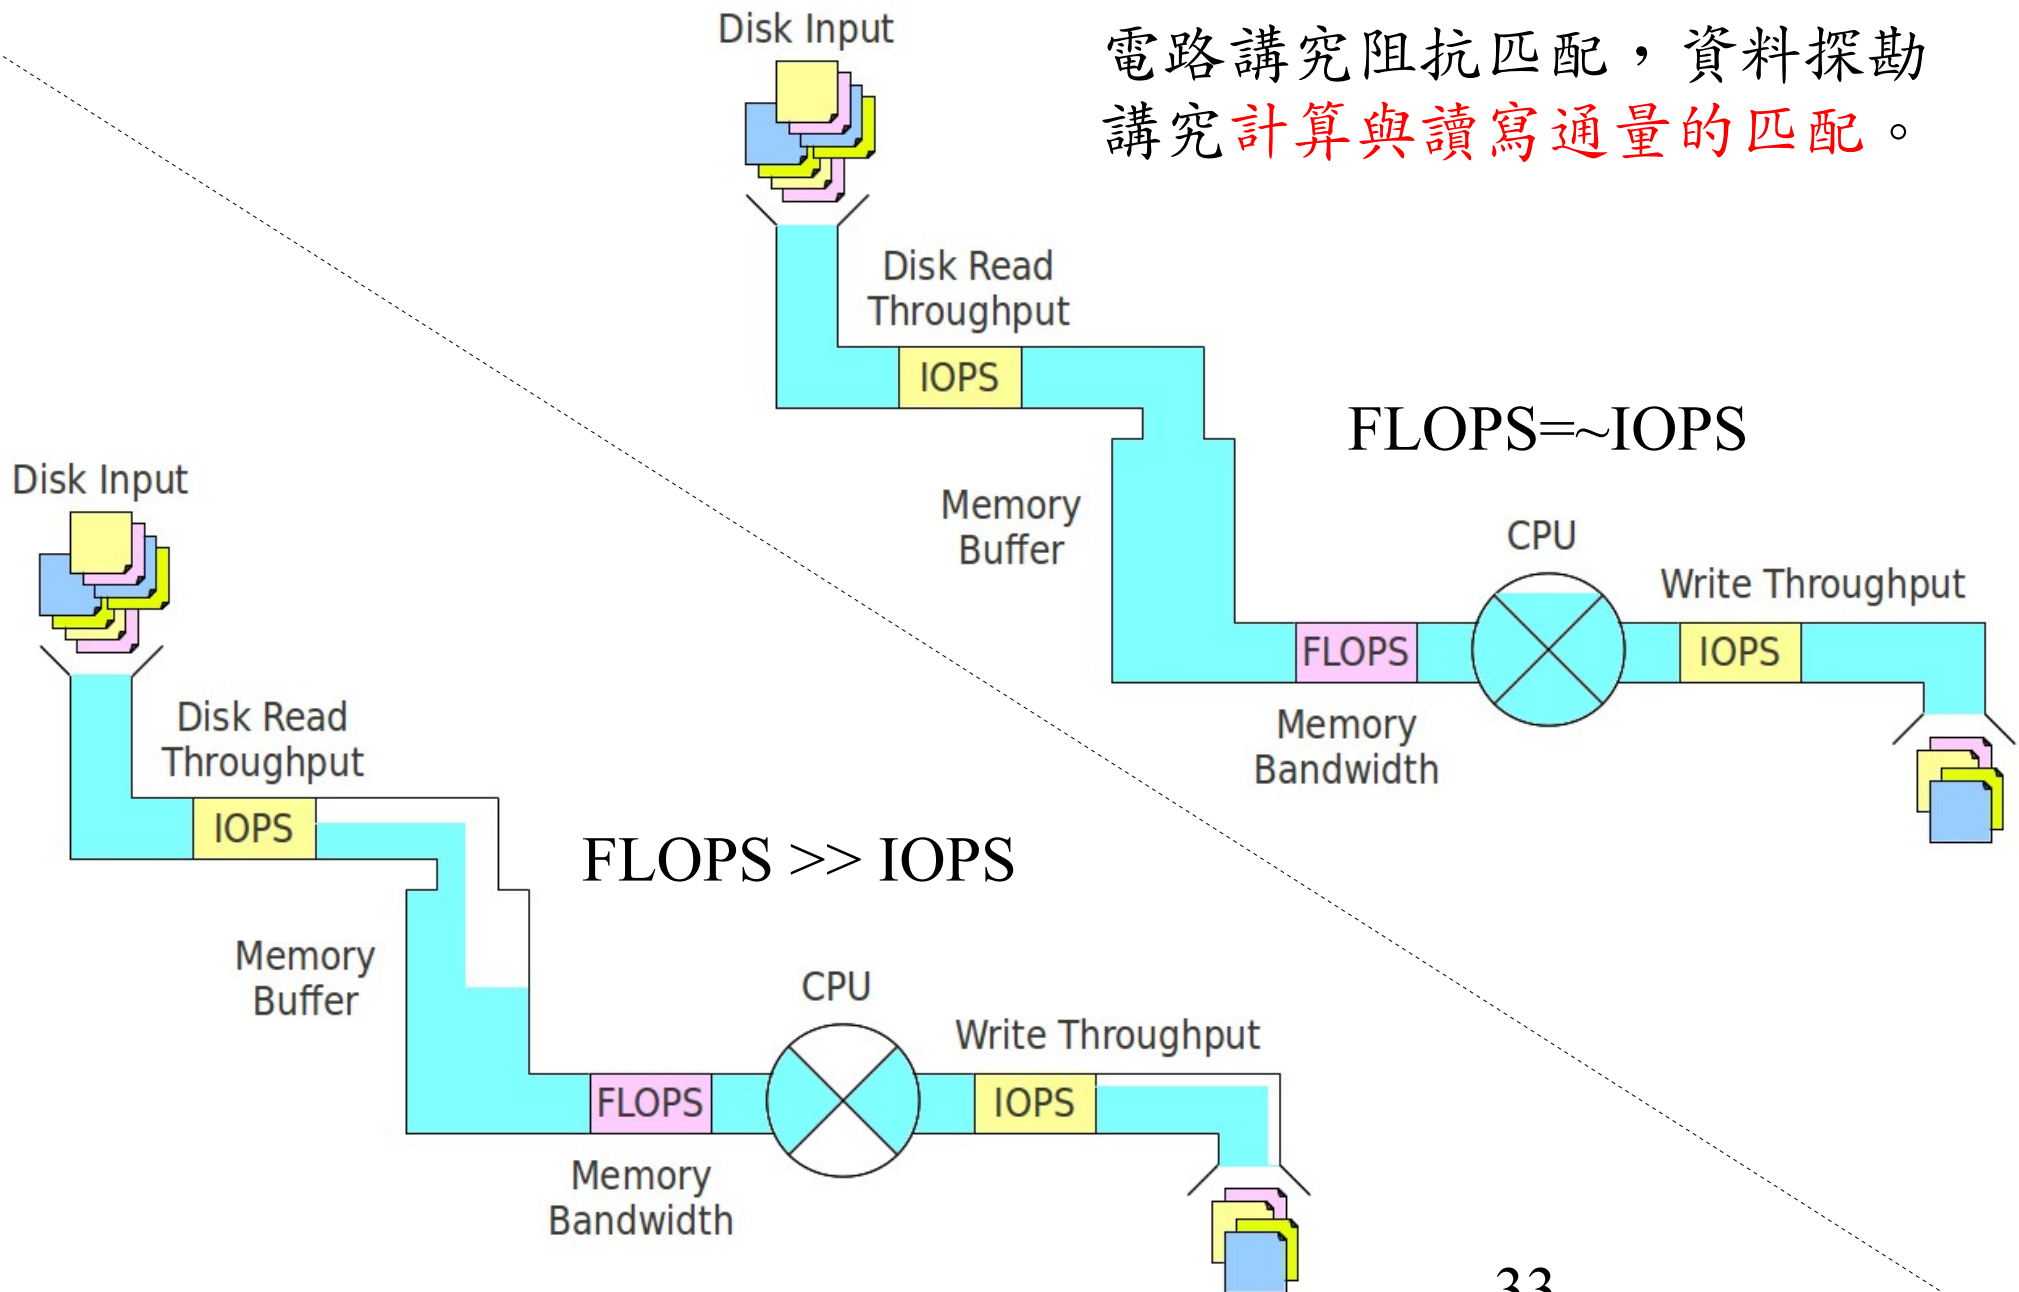 Disk Input
電路講究阻抗匹配，資料探勘
講究計算與讀寫通量的匹配。
Disk Read
Throughput
IOPS
FLOPS=~IOPS
Memory
Buffer
CPU
Write Throughput
FLOPS
IOPS
Memory
Bandwidth
Disk Input
Disk Read
Throughput
IOPS
FLOPS >> IOPS
Memory
Buffer
CPU
Write Throughput
FLOPS
IOPS
Memory
Bandwidth
33